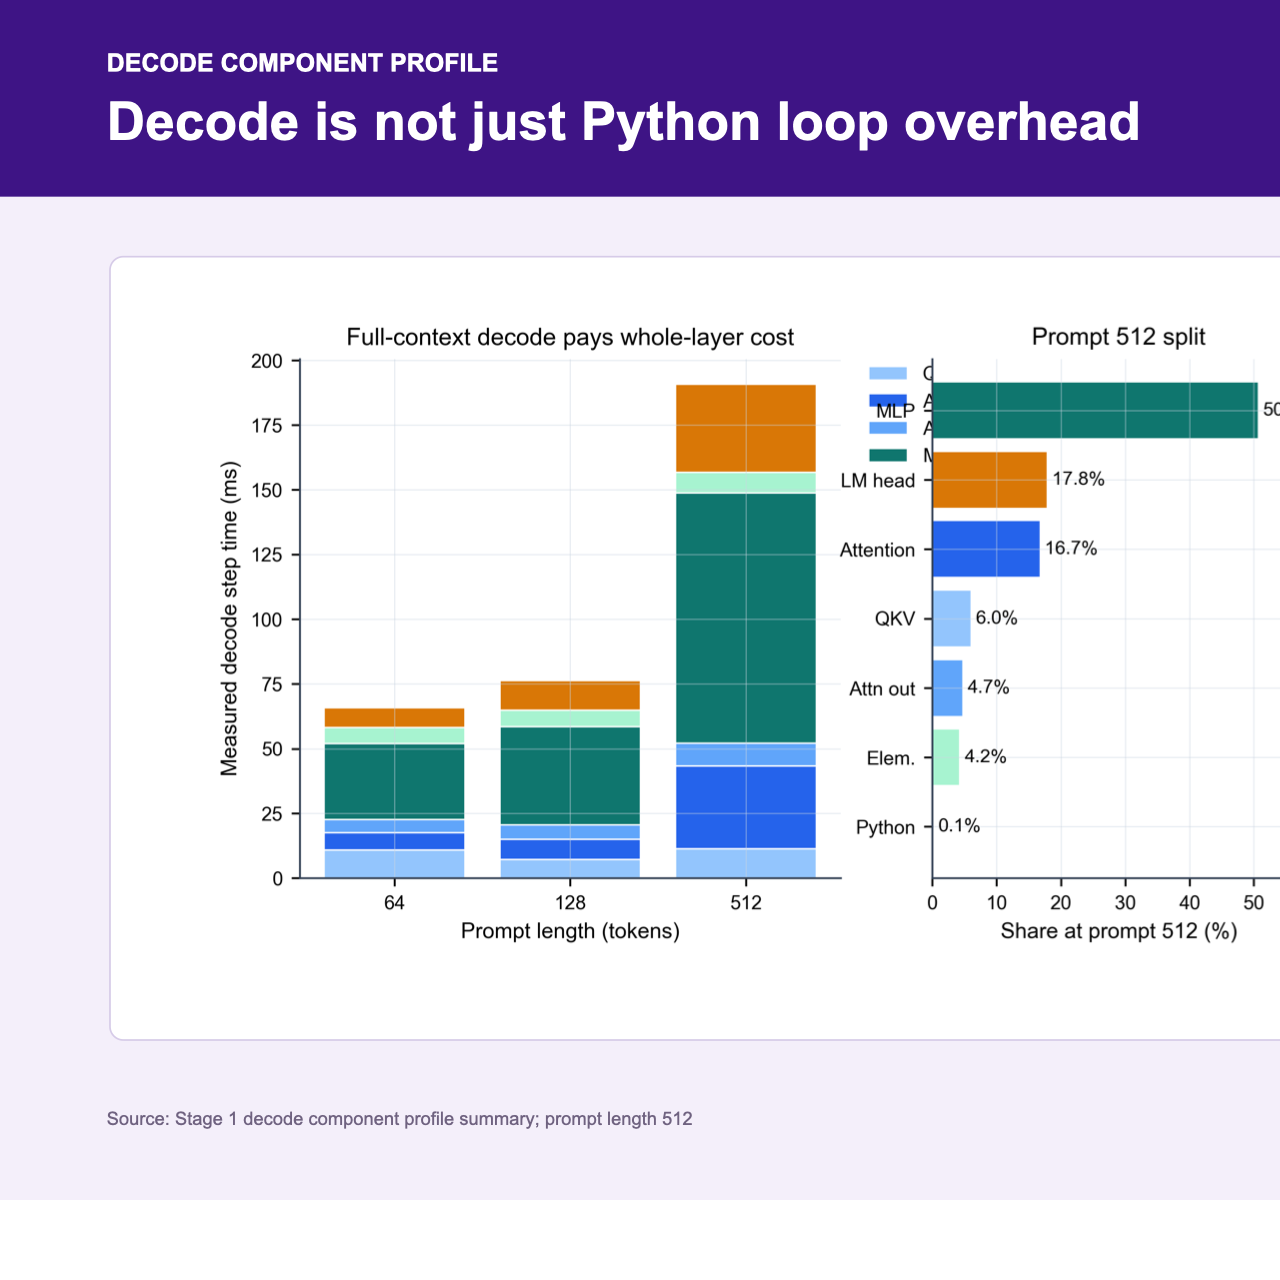 DECODE COMPONENT PROFILE
Decode is not just Python loop overhead
Full-context decode pays whole-layer cost
Measured decode step time (ms)
200
175
150
125
100
75
50
25
0
64
128
512
Prompt length (tokens)
Prompt 512 split
MLP
LM head
17.8%
Attention
16.7%
QKV
6.0%
Attn out
4.7%
Elem.
4.2%
Python
0.1%
0
10
20
30
40
50
Share at prompt 512 (%)
Source: Stage 1 decode component profile summary; prompt length 512